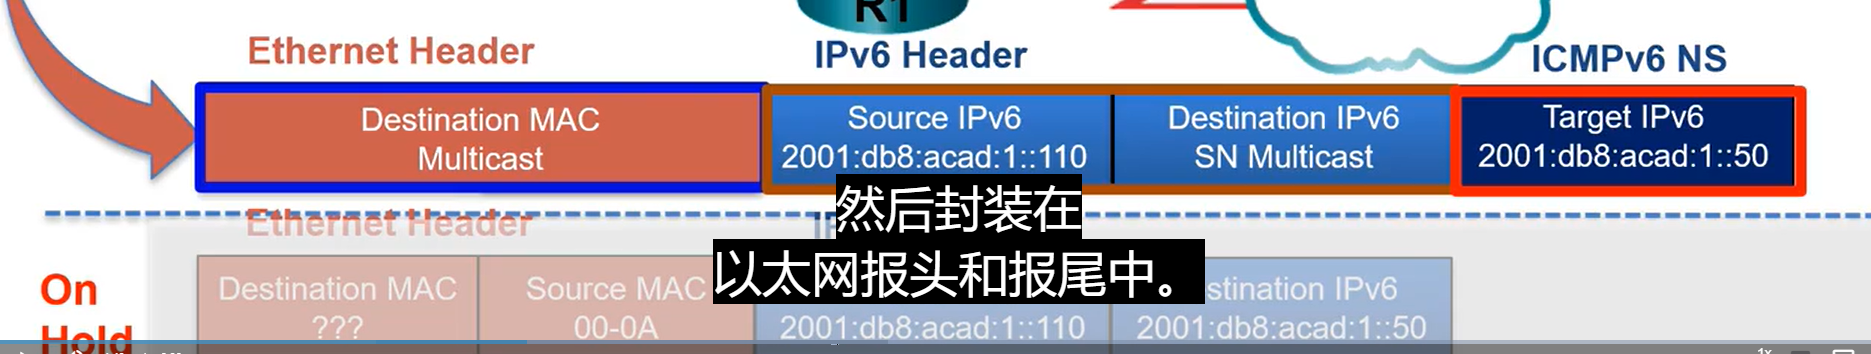 R1
Ethernet Header
IPv6 Header
ICMPv6 NS
Destination MAC
Multicast
Source IPv6
2001:db8:acad:1::110
Destination IPv6
SN Multicast
Target IPv6
2001:db8:acad:1::50
然后封装在
以太网报头和报尾中。
Ethernet Header
IP
On
Hold
Destination MAC
???
Source MAC
00-0A
2001:db8:acad:1::110
stination IPv6
2001:db8:acad:1::50
1x